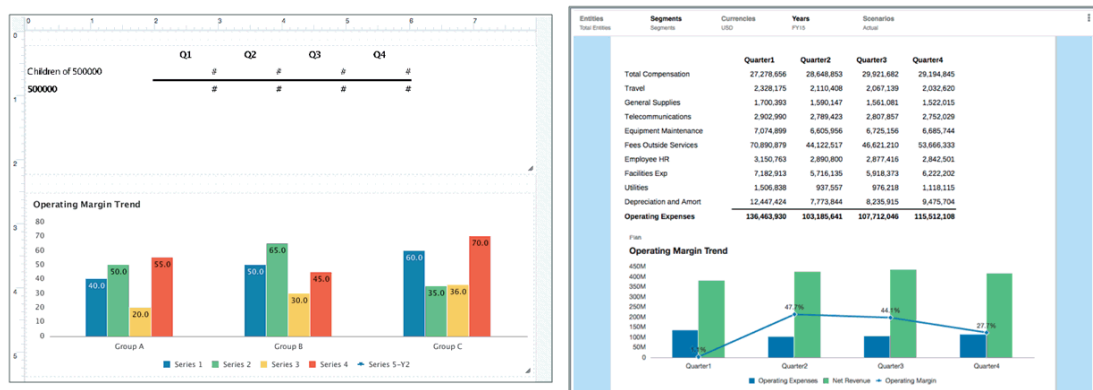 0 1 2 3 4 5 6 7
0
Q1 Q2 Q3 Q4
Children of 500000 # # # #
500000 # # # #
1
2
Operating Margin Trend
3
4
5
80
70
60
50
40
30
20
10
0
40.0 50.0 20.0 55.0
50.0 65.0 30.0 45.0
60.0 35.0 36.0 70.0
Group A Group B Group C
Series 1 Series 2 Series 3 Series 4 Series 5-Y2
Entities Segments Currencies Years Scenarios
Total Entities Segments USD FY15 Actual
Quarter1 Quarter2 Quarter3 Quarter4
Total Compensation 27,278,656 28,648,853 29,921,682 29,194,845
Travel 2,328,175 2,110,408 2,067,139 2,032,620
General Supplies 1,700,393 1,590,147 1,561,081 1,522,015
Telecommunications 2,902,990 2,789,423 2,807,857 2,752,029
Equipment Maintenance 7,074,899 6,605,956 6,725,156 6,685,744
Fees Outside Services 70,890,879 44,122,517 46,621,210 53,666,333
Employee HR 3,150,763 2,890,800 2,877,416 2,842,501
Facilities Exp 7,182,913 5,716,135 5,918,373 6,222,202
Utilities 1,506,838 937,557 976,218 1,118,115
Depreciation and Amort 12,447,424 7,773,844 8,235,915 9,475,704
Operating Expenses 136,463,930 103,185,641 107,712,046 115,512,108
Operating Margin Trend
450M
400M
350M
300M
250M
200M
150M
100M
50M
0
47.7% 44.1% 27.7%
Quarter1 Quarter2 Quarter3 Quarter4
Operating Expenses Net Revenue Operating Margin